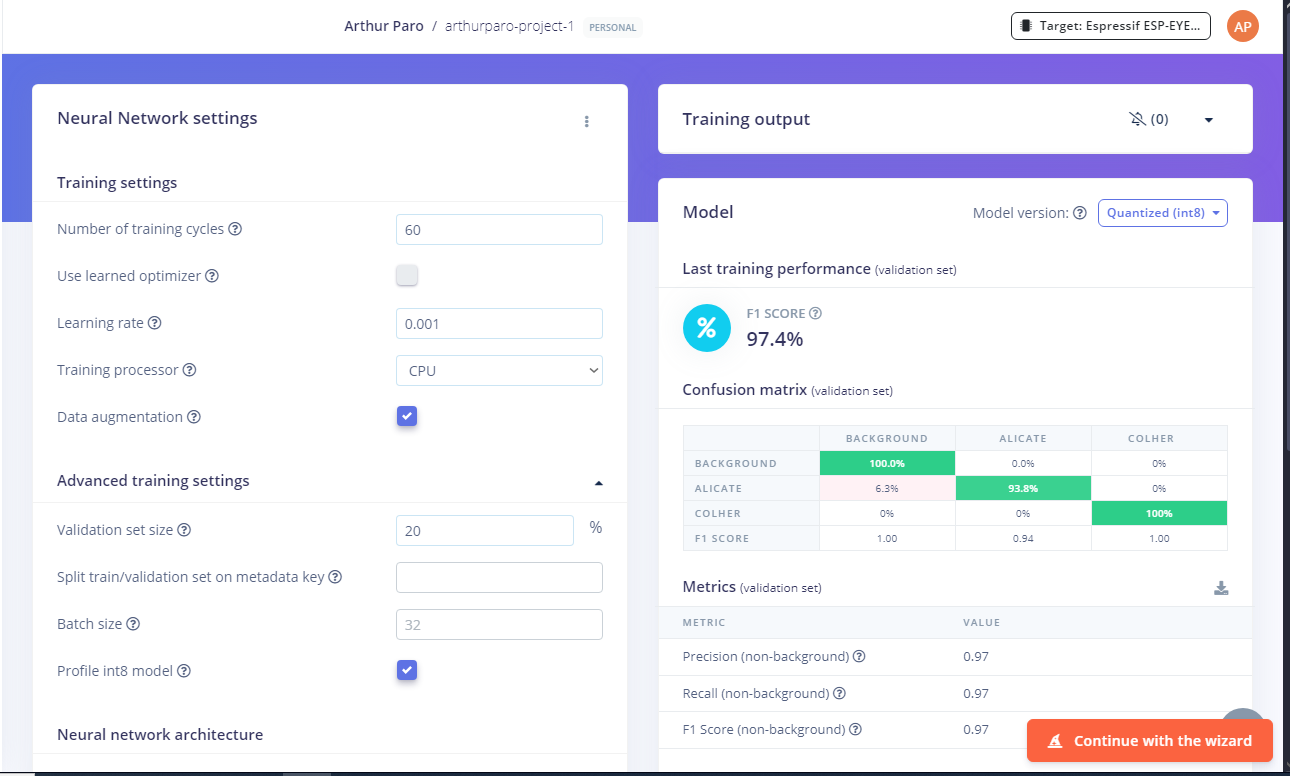 Arthur Paro / arthurparo-project-1 PERSONAL
Target: Espressif ESP-EYE...
AP
Neural Network settings
Training settings
Number of training cycles ?
60
Use learned optimizer ?
Learning rate ?
0.001
Training processor ?
CPU
Data augmentation ?
Advanced training settings
Validation set size ?
20
%
Split train/validation set on metadata key ?
Batch size ?
32
Profile int8 model ?
Neural network architecture
Training output
(0)
Model
Model version: ? Quantized (int8)
Last training performance (validation set)
%
F1 SCORE ?
97.4%
Confusion matrix (validation set)
BACKGROUND ALICATE COLHER
BACKGROUND 100.0% 0.0% 0%
ALICATE 6.3% 93.8% 0%
COLHER 0% 0% 100%
F1 SCORE 1.00 0.94 1.00
Metrics (validation set)
METRIC VALUE
Precision (non-background) ? 0.97
Recall (non-background) ? 0.97
F1 Score (non-background) ? 0.97
Continue with the wizard